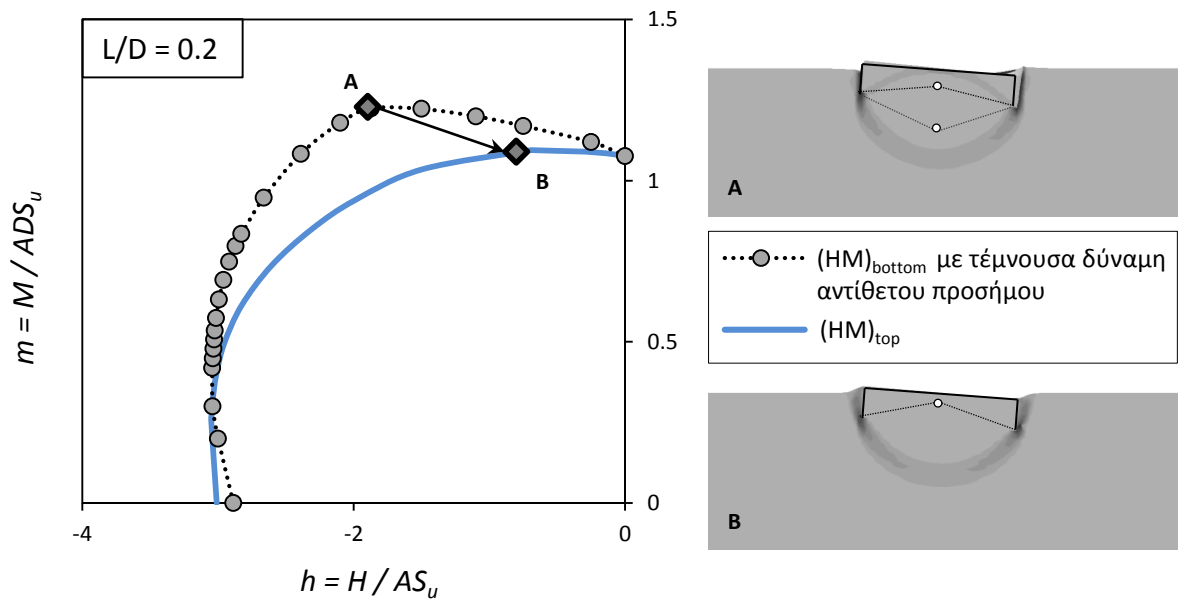 L/D = 0.2
A
B
1.5
1
0.5
0
-4
-2
0
m = M / ADSu
h = H / ASu
A
(HM)bottom με τέμνουσα δύναμη
αντίθετου προσήμου
(HM)top
B